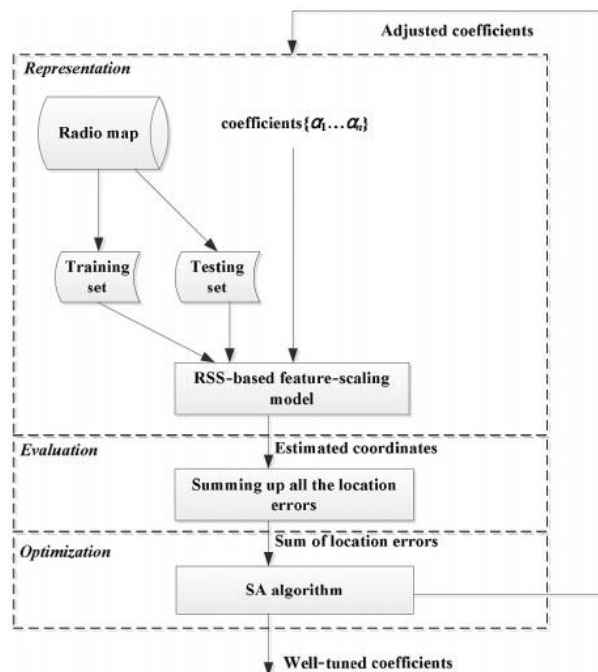 Adjusted coefficients
Representation
Radio map
coefficients{α1…αn}
Training
set
Testing
set
RSS-based feature-scaling
model
Evaluation
Estimated coordinates
Summing up all the location
errors
Optimization
Sum of location errors
SA algorithm
Well-tuned coefficients